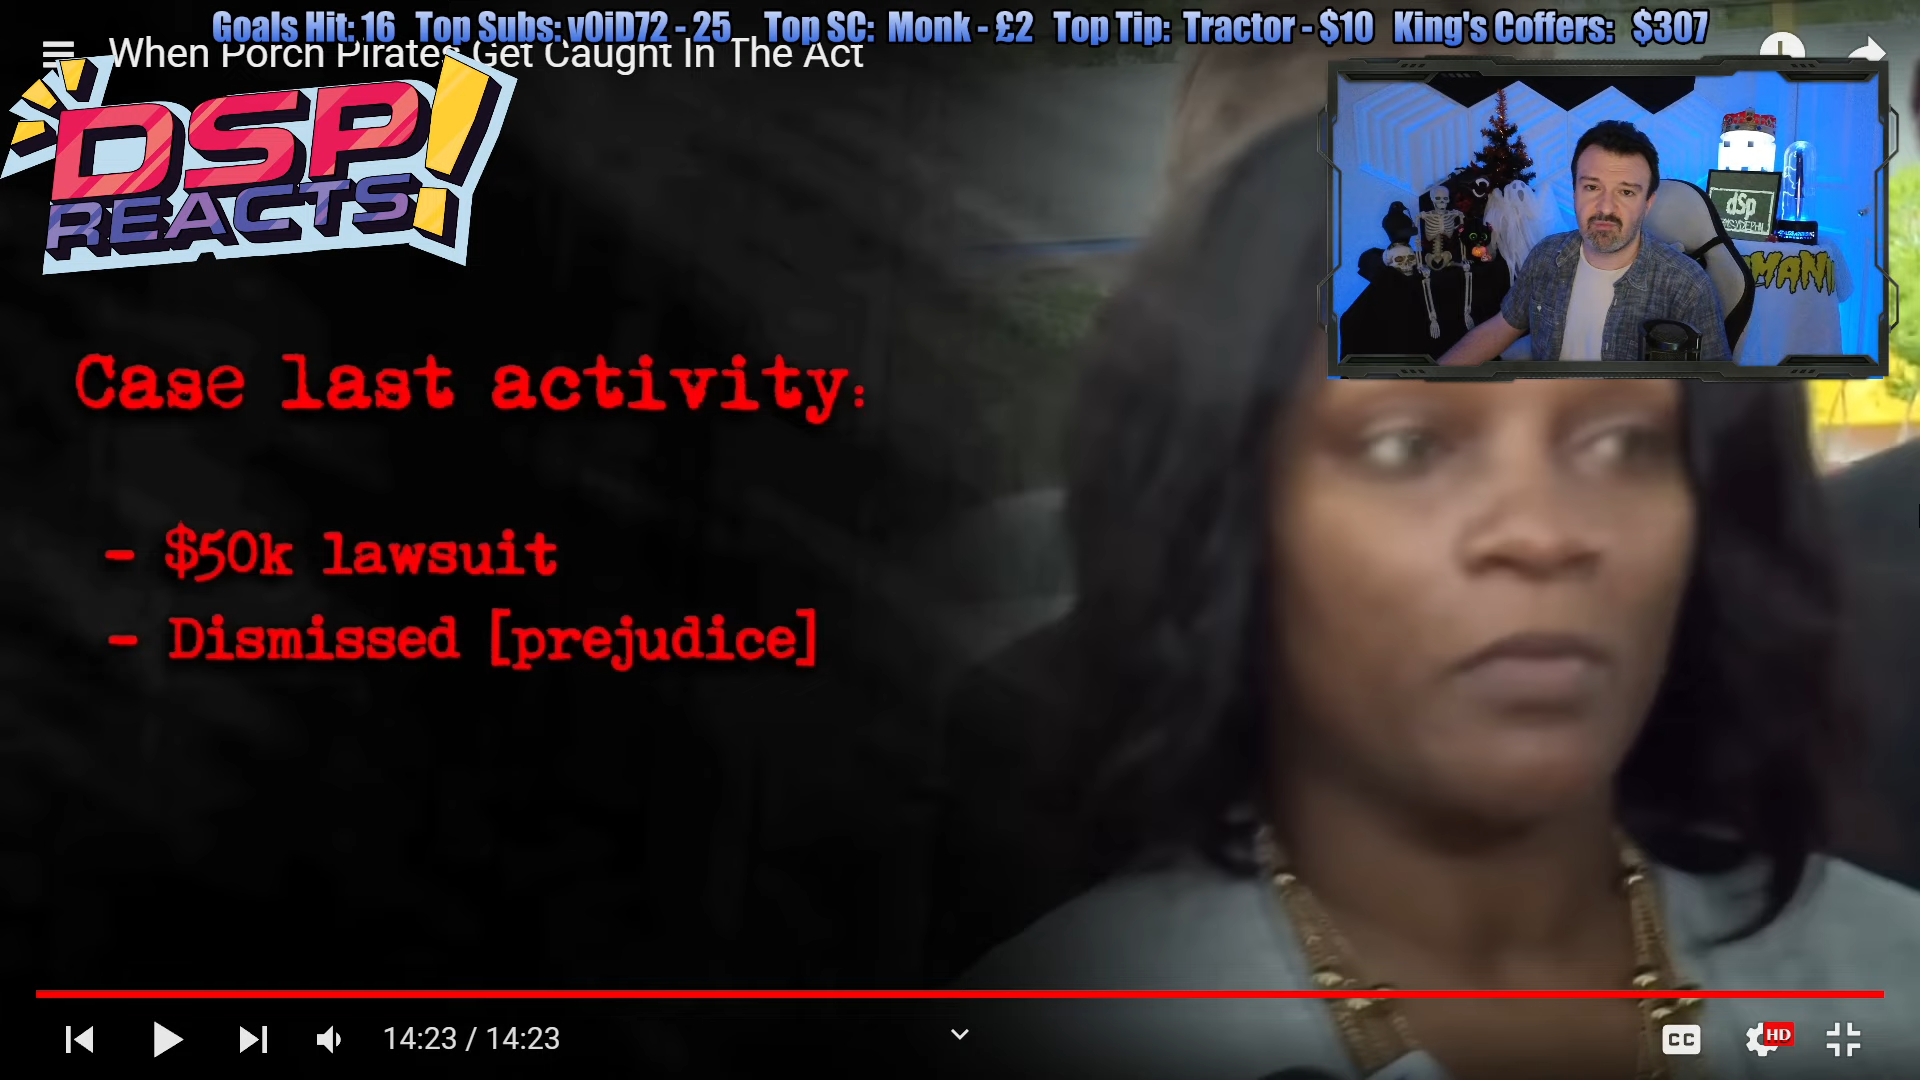 Goals Hit: 16 Top Subs: vOiD72 - 25 Top SC: Monk - £2 Top Tip: Tractor - $10 King's Coffers: $307
When Porch Pirates Get Caught In The Act
DSP!
REACTS
dSp
Case last activity:
- $50k lawsuit
- Dismissed [prejudice]
14:23 / 14:23
CC
HD